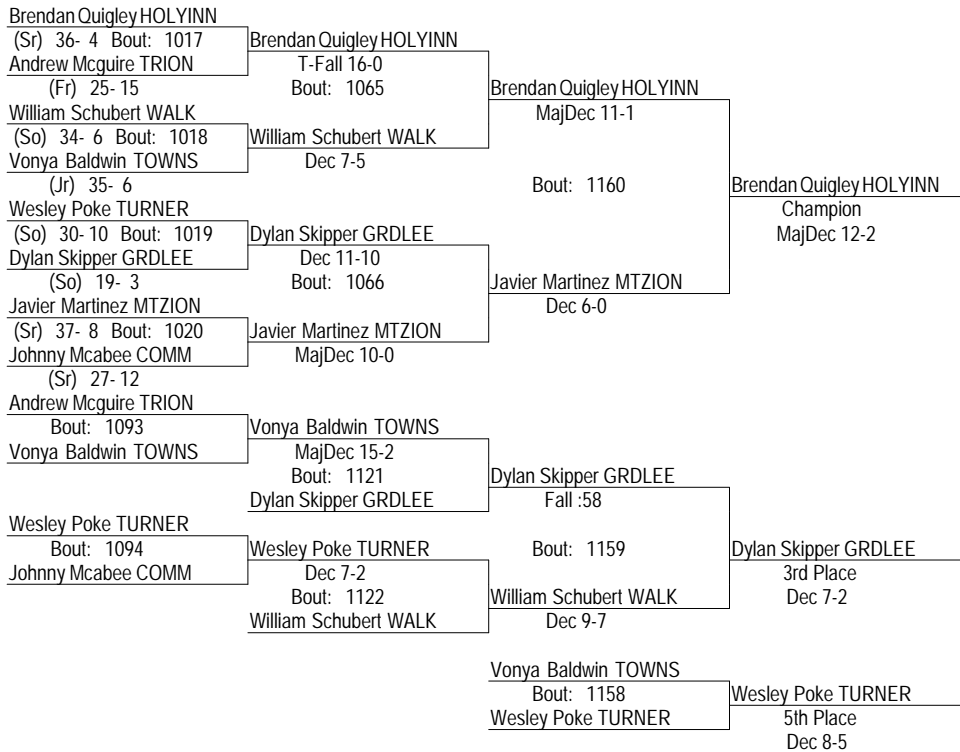 Brendan Quigley HOLYINN
(Sr) 36- 4 Bout: 1017 Brendan Quigley HOLYINN
Andrew Mcguire TRION T-Fall 16-0
(Fr) 25- 15 Bout: 1065 Brendan Quigley HOLYINN
William Schubert WALK MajDec 11-1
(So) 34- 6 Bout: 1018 William Schubert WALK
Vonya Baldwin TOWNS Dec 7-5
(Jr) 35- 6 Bout: 1160 Brendan Quigley HOLYINN
Wesley Poke TURNER Champion
(So) 30- 10 Bout: 1019 Dylan Skipper GRDLEE MajDec 12-2
Dylan Skipper GRDLEE Dec 11-10
(So) 19- 3 Bout: 1066 Javier Martinez MTZION
Javier Martinez MTZION Dec 6-0
(Sr) 37- 8 Bout: 1020 Javier Martinez MTZION
Johnny Mcabee COMM MajDec 10-0
(Sr) 27- 12
Andrew Mcguire TRION
Bout: 1093 Vonya Baldwin TOWNS
Vonya Baldwin TOWNS MajDec 15-2
Bout: 1121 Dylan Skipper GRDLEE
Dylan Skipper GRDLEE Fall :58
Wesley Poke TURNER
Bout: 1094 Wesley Poke TURNER Bout: 1159 Dylan Skipper GRDLEE
Johnny Mcabee COMM Dec 7-2 3rd Place
Bout: 1122 William Schubert WALK Dec 7-2
William Schubert WALK Dec 9-7
Vonya Baldwin TOWNS
Bout: 1158 Wesley Poke TURNER
Wesley Poke TURNER 5th Place
Dec 8-5